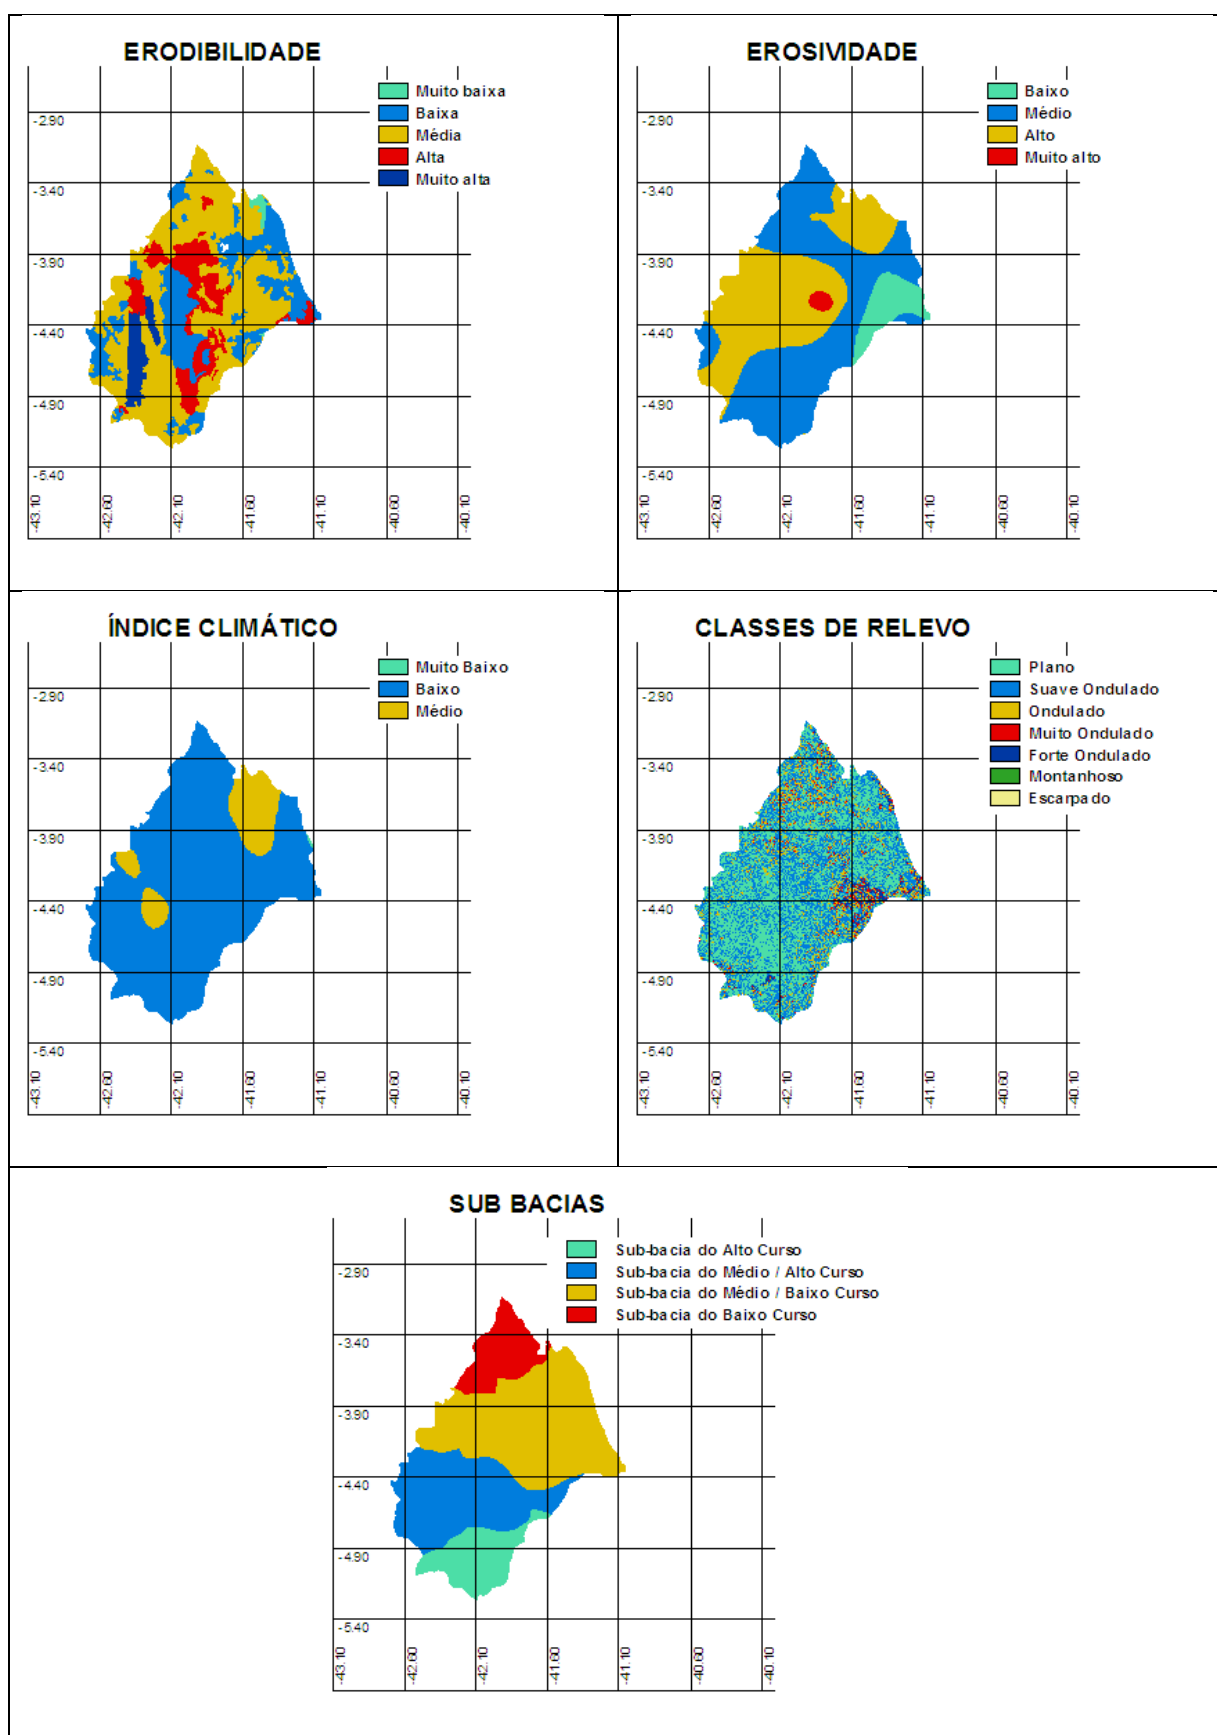 ERODIBILIDADE
Muito baixa
Baixa
Média
Alta
Muito alta
-2.90
-3.40
-3.90
-4.40
-4.90
-5.40
-43.10
-42.60
-42.10
-41.60
-41.10
-40.60
-40.10
EROSIVIDADE
Baixo
Médio
Alto
Muito alto
-2.90
-3.40
-3.90
-4.40
-4.90
-5.40
-43.10
-42.60
-42.10
-41.60
-41.10
-40.60
-40.10
ÍNDICE CLIMÁTICO
Muito Baixo
Baixo
Médio
-2.90
-3.40
-3.90
-4.40
-4.90
-5.40
-43.10
-42.60
-42.10
-41.60
-41.10
-40.60
-40.10
CLASSES DE RELEVO
Plano
Suave Ondulado
Ondulado
Muito Ondulado
Forte Ondulado
Montanhoso
Escarpado
-2.90
-3.40
-3.90
-4.40
-4.90
-5.40
-43.10
-42.60
-42.10
-41.60
-41.10
-40.60
-40.10
SUB BACIAS
Sub-bacia do Alto Curso
Sub-bacia do Médio / Alto Curso
Sub-bacia do Médio / Baixo Curso
Sub-bacia do Baixo Curso
-2.90
-3.40
-3.90
-4.40
-4.90
-5.40
-43.10
-42.60
-42.10
-41.60
-41.10
-40.60
-40.10